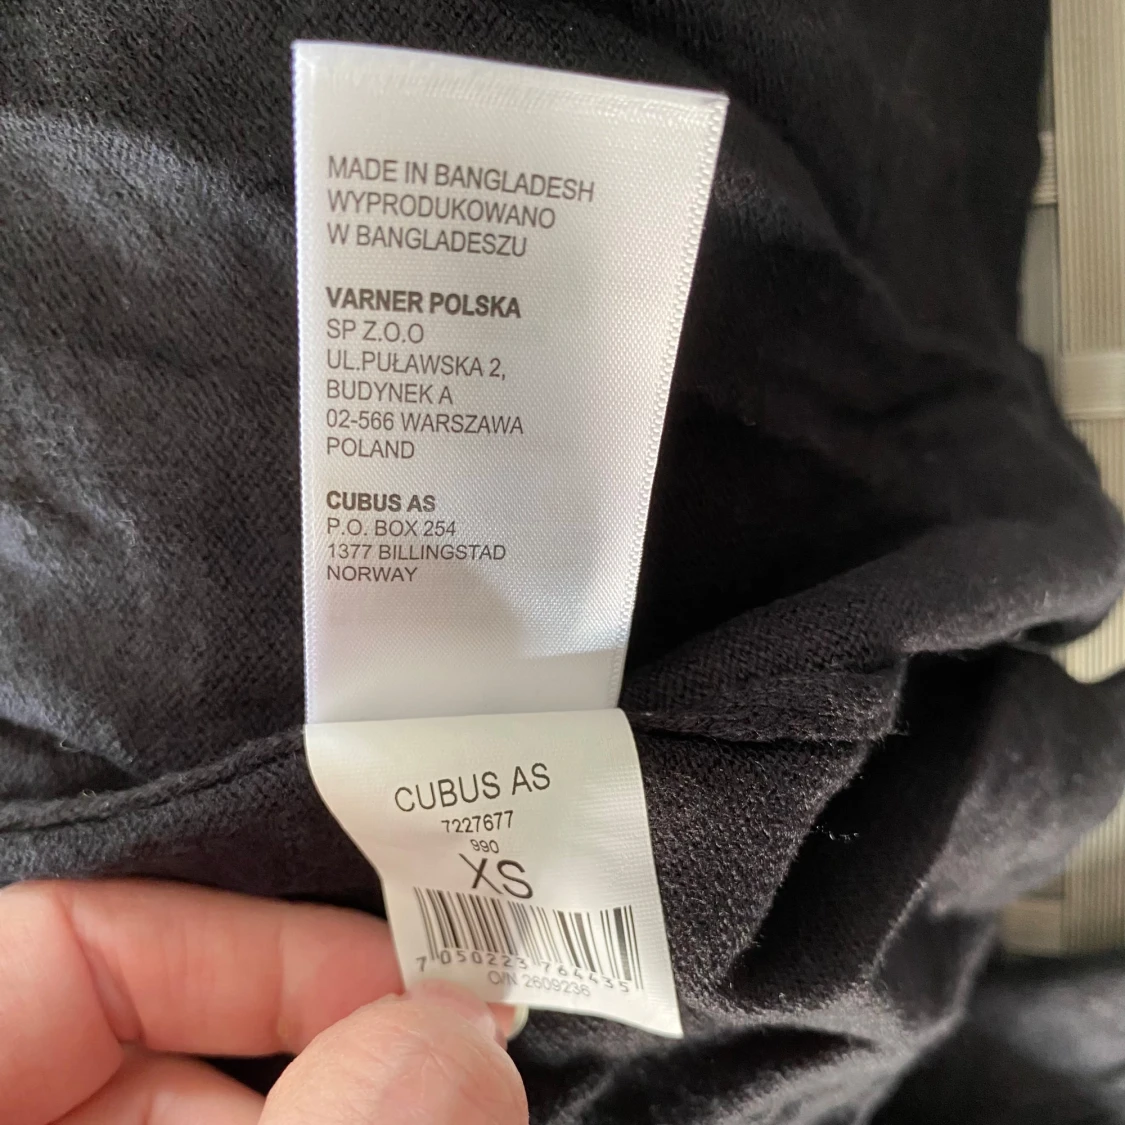 MADE IN BANGLADESH
WYPRODUKOWANO
W BANGLADESZU
VARNER POLSKA
SP Z.O.O
UL.PUŁAWSKA 2,
BUDYNEK A
02-566 WARSZAWA
POLAND
CUBUS AS
P.O. BOX 254
1377 BILLINGSTAD
NORWAY
CUBUS AS
7227677
990
XS
7 050223 764435
O/N 2609236